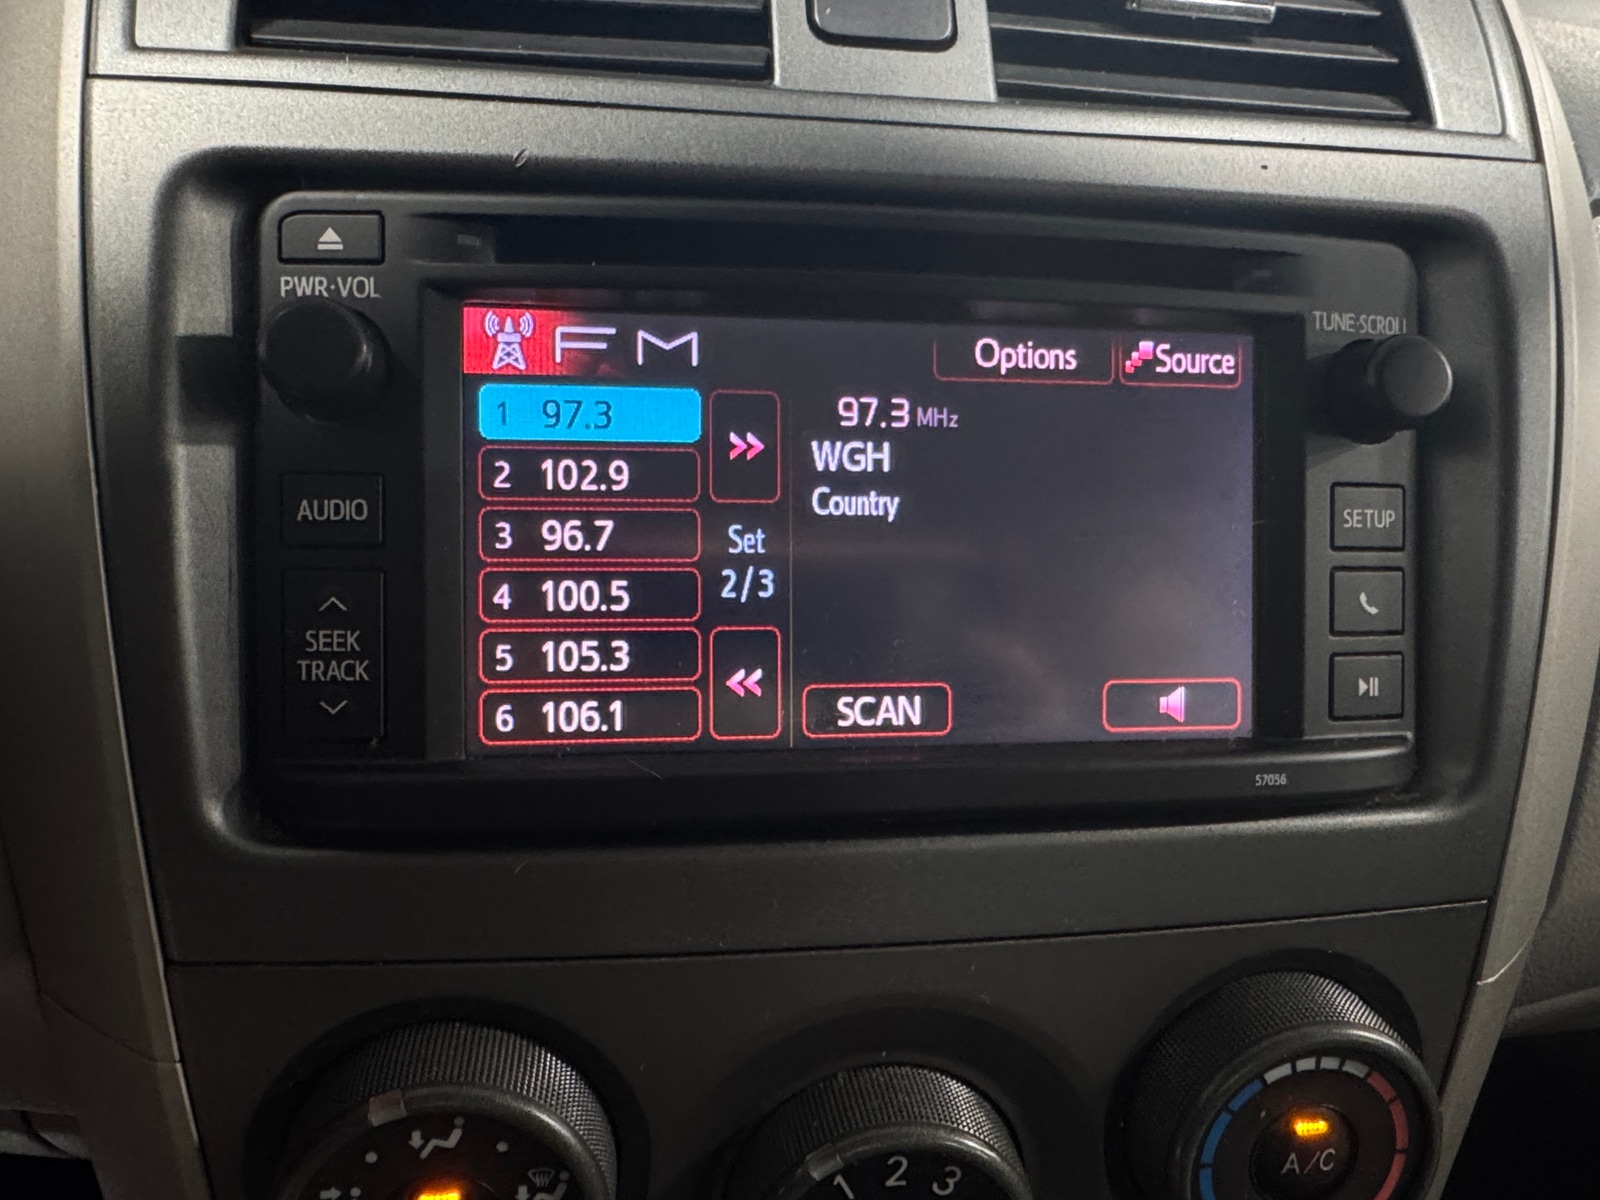 PWR·VOL
TUNE·SCROLL
FM
Options
Source
1 97.3
2 102.9
3 96.7
4 100.5
5 105.3
6 106.1
Set
2/3
97.3 MHz
WGH
Country
SCAN
AUDIO
SEEK
TRACK
SETUP
57056
1 2 3
A/C